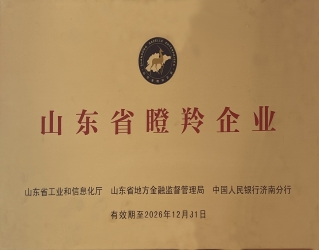 山东省瞪羚企业
山东省工业和信息化厅 山东省地方金融监督管理局 中国人民银行济南分行
有效期至2026年12月31日